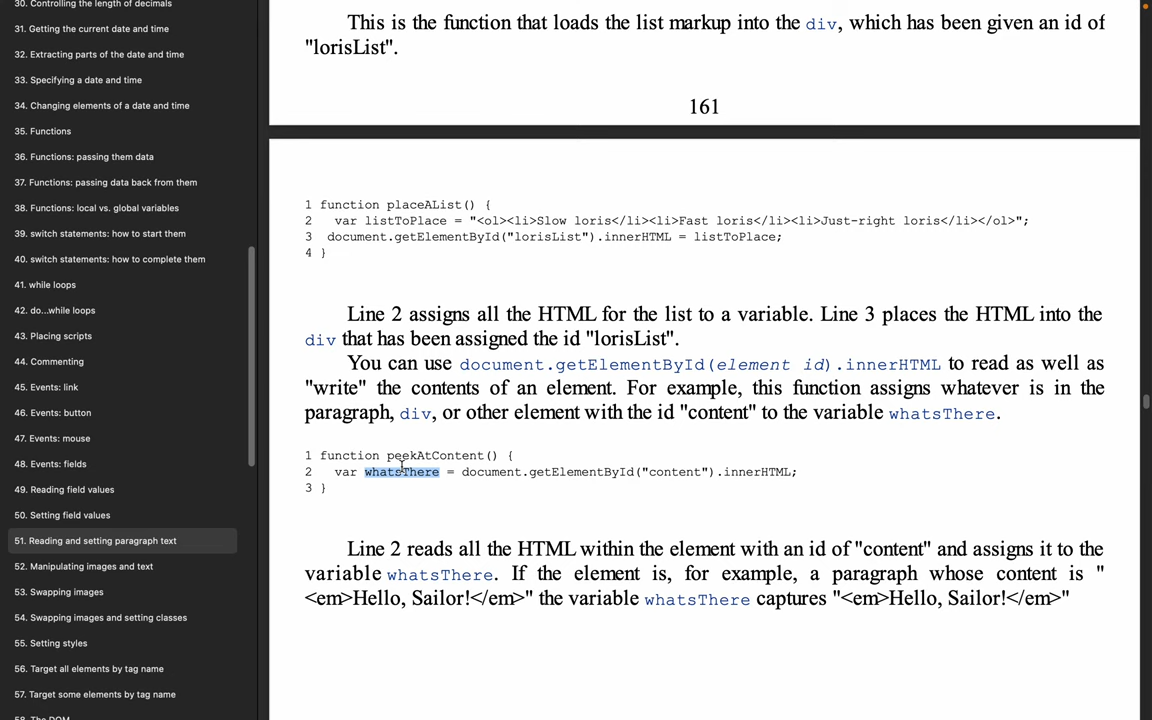 30. Controlling the length of decimals
31. Getting the current date and time
32. Extracting parts of the date and time
33. Specifying a date and time
34. Changing elements of a date and time
35. Functions
36. Functions: passing them data
37. Functions: passing data back from them
38. Functions: local vs. global variables
39. switch statements: how to start them
40. switch statements: how to complete them
41. while loops
42. do...while loops
43. Placing scripts
44. Commenting
45. Events: link
46. Events: button
47. Events: mouse
48. Events: fields
49. Reading field values
50. Setting field values
51. Reading and setting paragraph text
52. Manipulating images and text
53. Swapping images
54. Swapping images and setting classes
55. Setting styles
56. Target all elements by tag name
57. Target some elements by tag name
58. The DOM
This is the function that loads the list markup into the div, which has been given an id of
"lorisList".
161
1 function placeAList() {
2   var listToPlace = "<ol><li>Slow loris</li><li>Fast loris</li><li>Just-right loris</li></ol>";
3  document.getElementById("lorisList").innerHTML = listToPlace;
4 }
Line 2 assigns all the HTML for the list to a variable. Line 3 places the HTML into the
div that has been assigned the id "lorisList".
You can use document.getElementById(element id).innerHTML to read as well as
"write" the contents of an element. For example, this function assigns whatever is in the
paragraph, div, or other element with the id "content" to the variable whatsThere.
1 function peekAtContent() {
2   var whatsThere = document.getElementById("content").innerHTML;
3 }
Line 2 reads all the HTML within the element with an id of "content" and assigns it to the
variable whatsThere. If the element is, for example, a paragraph whose content is "
<em>Hello, Sailor!</em>" the variable whatsThere captures "<em>Hello, Sailor!</em>"